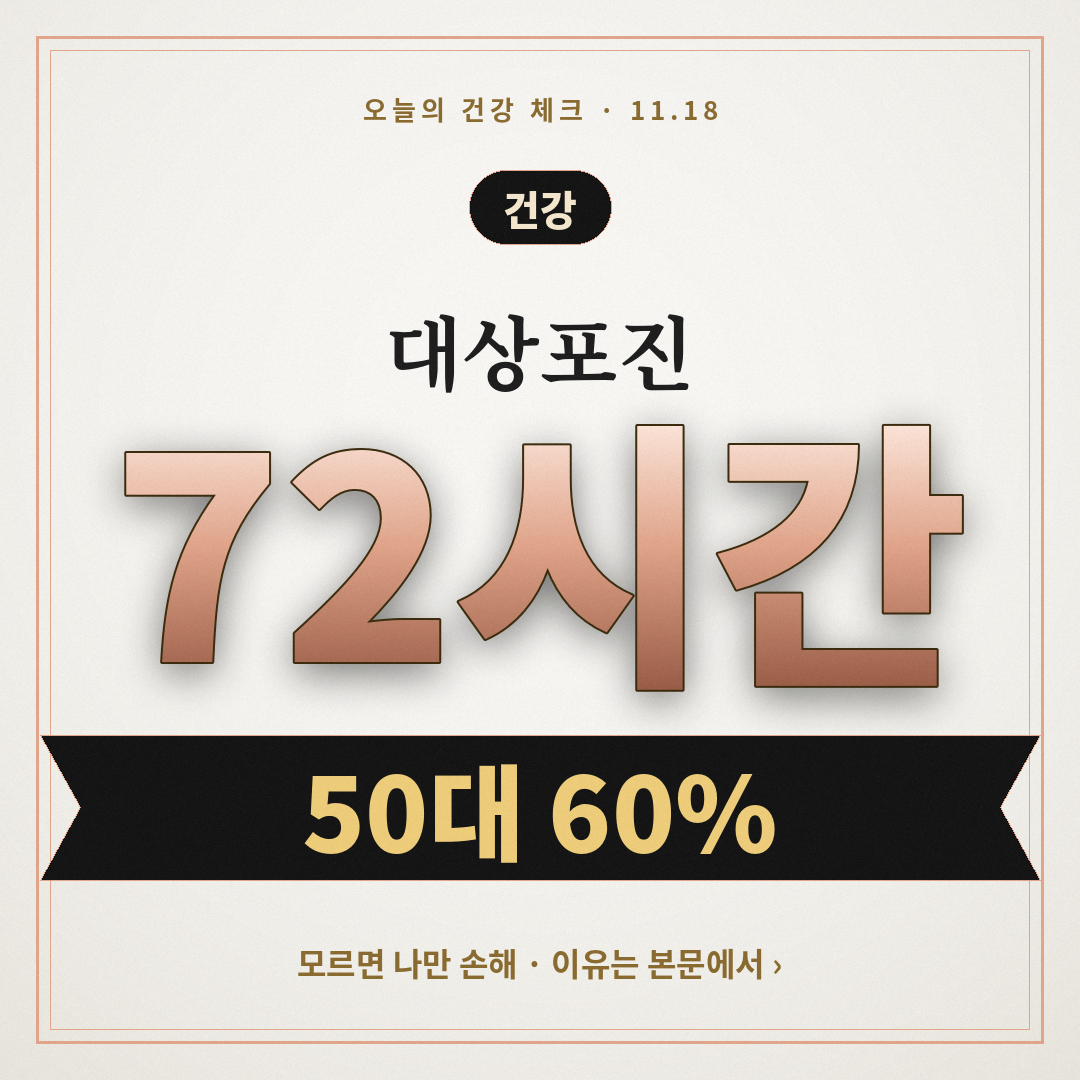 오늘의 건강 체크 · 11.18
건강
대상포진
72시간
50대 60%
모르면 나만 손해 · 이유는 본문에서 ›